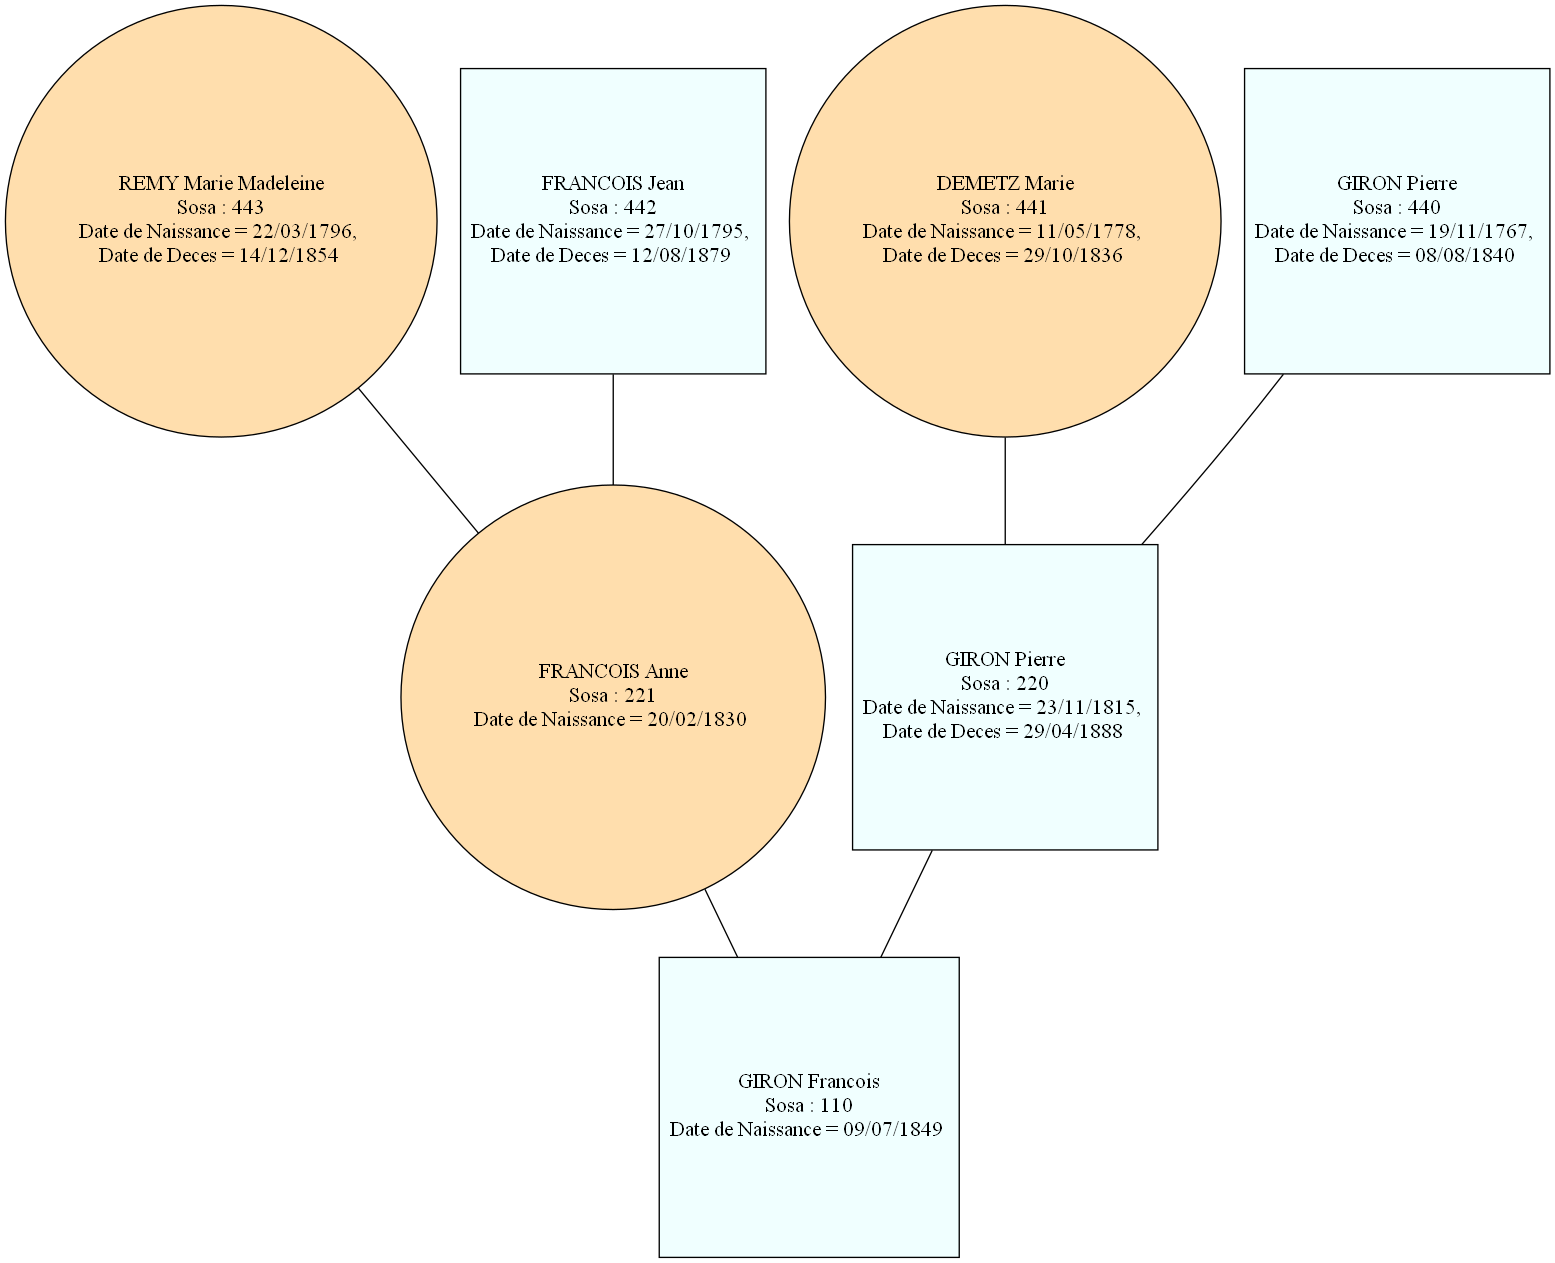 REMY Marie Madeleine
Sosa : 443
Date de Naissance = 22/03/1796,
Date de Deces = 14/12/1854
FRANCOIS Jean
Sosa : 442
Date de Naissance = 27/10/1795,
Date de Deces = 12/08/1879
DEMETZ Marie
Sosa : 441
Date de Naissance = 11/05/1778,
Date de Deces = 29/10/1836
GIRON Pierre
Sosa : 440
Date de Naissance = 19/11/1767,
Date de Deces = 08/08/1840
FRANCOIS Anne
Sosa : 221
Date de Naissance = 20/02/1830
GIRON Pierre
Sosa : 220
Date de Naissance = 23/11/1815,
Date de Deces = 29/04/1888
GIRON Francois
Sosa : 110
Date de Naissance = 09/07/1849